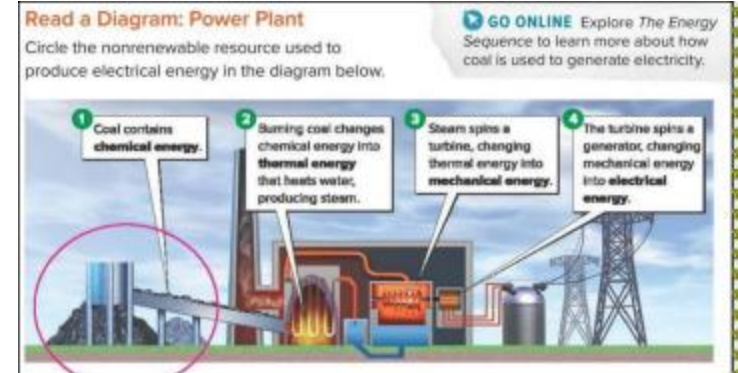 Read a Diagram: Power Plant
Circle the nonrenewable resource used to
produce electrical energy in the diagram below.
GO ONLINE Explore The Energy
Sequence to learn more about how
coal is used to generate electricity.
1
Coal contains
chemical energy.
2
Burning coal changes
chemical energy into
thermal energy
that heats water,
producing steam.
3
Steam spins a
turbine, changing
thermal energy into
mechanical energy.
4
The turbine spins a
generator, changing
mechanical energy
into electrical
energy.